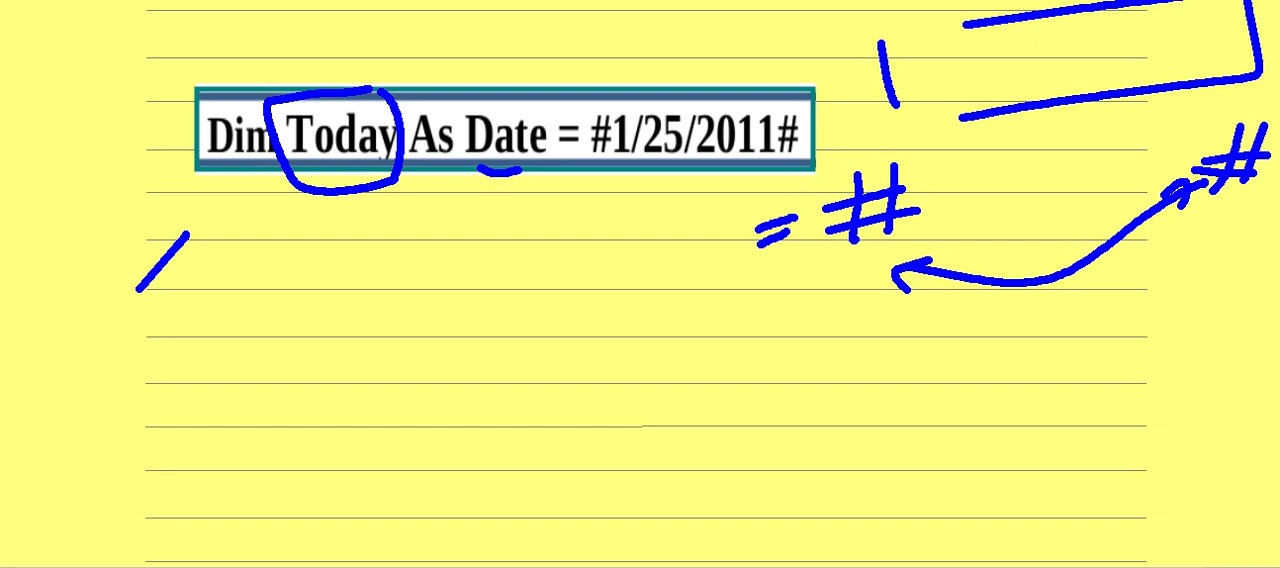 Dim Today As Date = #1/25/2011#
#
= #